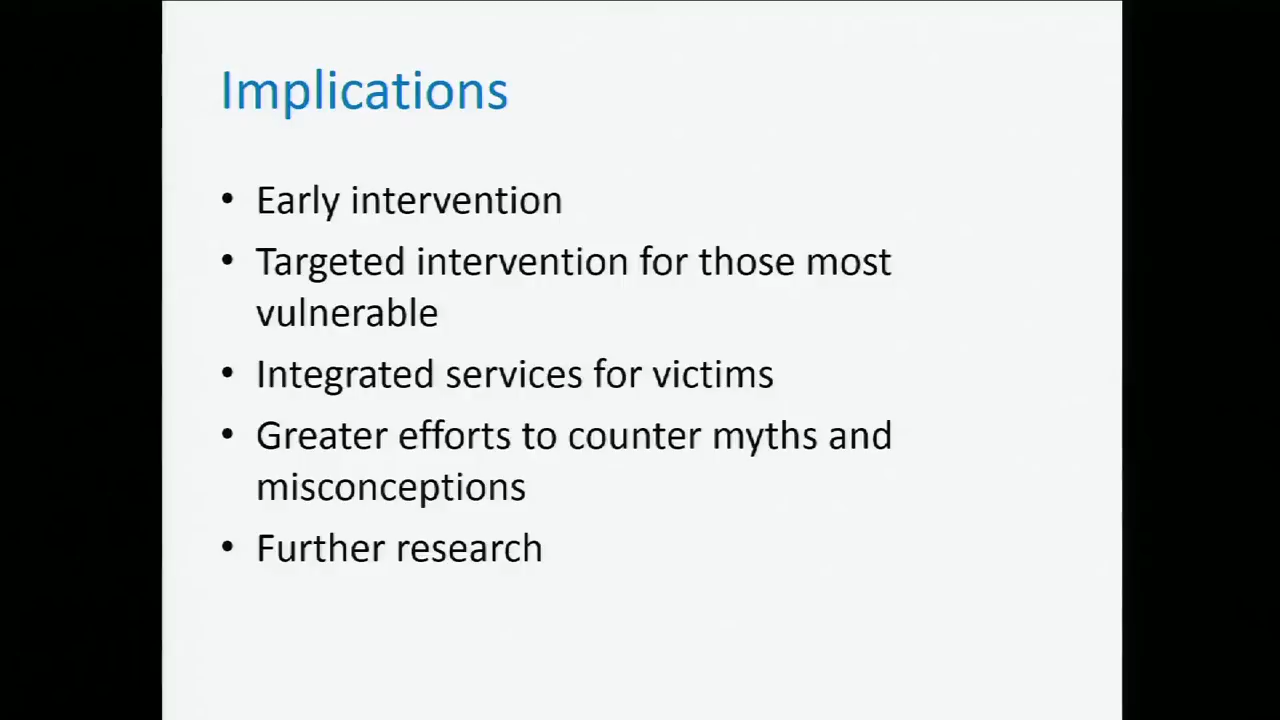 Implications
• Early intervention
• Targeted intervention for those most
vulnerable
• Integrated services for victims
• Greater efforts to counter myths and
misconceptions
• Further research